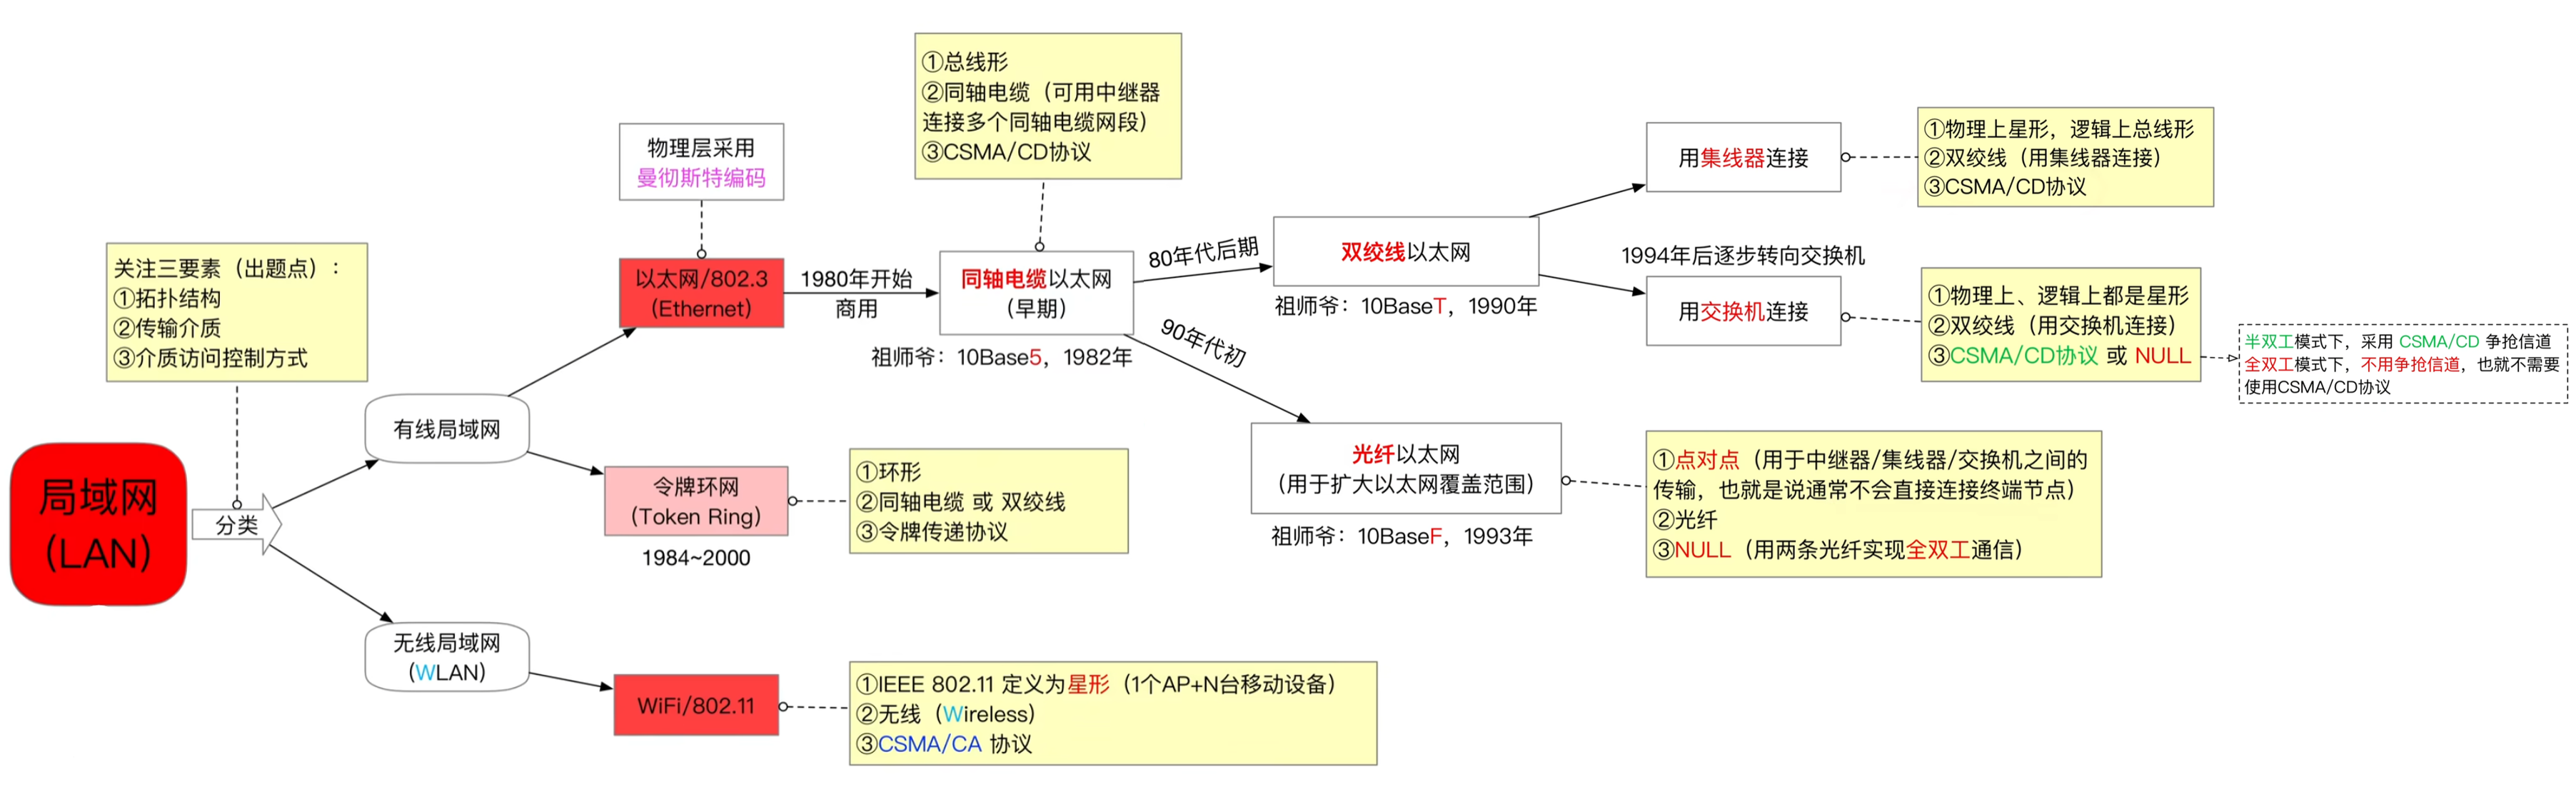 局域网
(LAN)
分类
关注三要素（出题点）：
①拓扑结构
②传输介质
③介质访问控制方式
有线局域网
物理层采用
曼彻斯特编码
以太网/802.3
(Ethernet)
1980年开始
商用
①总线形
②同轴电缆（可用中继器
连接多个同轴电缆网段）
③CSMA/CD协议
同轴电缆以太网
（早期）
祖师爷：10Base5，1982年
80年代后期
双绞线以太网
祖师爷：10BaseT，1990年
用集线器连接
①物理上星形，逻辑上总线形
②双绞线（用集线器连接）
③CSMA/CD协议
1994年后逐步转向交换机
用交换机连接
①物理上、逻辑上都是星形
②双绞线（用交换机连接）
③CSMA/CD协议 或 NULL
半双工模式下，采用 CSMA/CD 争抢信道
全双工模式下，不用争抢信道，也就不需要
使用CSMA/CD协议
90年代初
光纤以太网
（用于扩大以太网覆盖范围）
祖师爷：10BaseF，1993年
①点对点（用于中继器/集线器/交换机之间的
传输，也就是说通常不会直接连接终端节点）
②光纤
③NULL（用两条光纤实现全双工通信）
令牌环网
(Token Ring)
1984~2000
①环形
②同轴电缆 或 双绞线
③令牌传递协议
无线局域网
(WLAN)
WiFi/802.11
①IEEE 802.11 定义为星形（1个AP+N台移动设备）
②无线（Wireless）
③CSMA/CA 协议